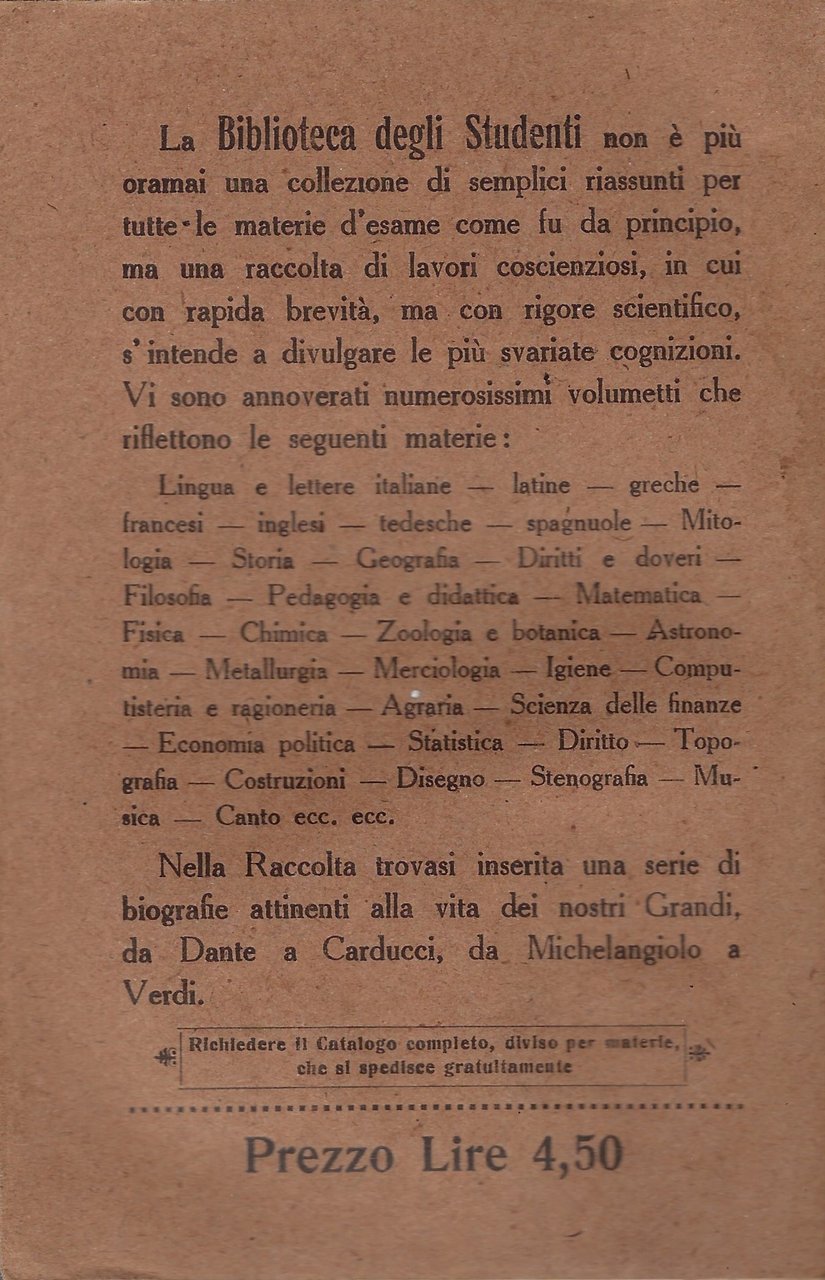 La Biblioteca degli Studenti non è più
oramai una collezione di semplici riassunti per
tutte le materie d'esame come fu da principio,
ma una raccolta di lavori coscienziosi, in cui
con rapida brevità, ma con rigore scientifico,
s'intende a divulgare le più svariate cognizioni.
Vi sono annoverati numerosissimi volumetti che
riflettono le seguenti materie:
Lingua e lettere italiane — latine — greche —
francesi — inglesi — tedesche — spagnuole — Mito-
logia — Storia — Geografia — Diritti e doveri —
Filosofia — Pedagogia e didattica — Matematica —
Fisica — Chimica — Zoologia e botanica — Astrono-
mia — Metallurgia — Merciologia — Igiene — Compu-
tisteria e ragioneria — Agraria — Scienza delle finanze
— Economia politica — Statistica — Diritto — Topo-
grafia — Costruzioni — Disegno — Stenografia — Mu-
sica — Canto ecc. ecc.
Nella Raccolta trovasi inserita una serie di
biografie attinenti alla vita dei nostri Grandi,
da Dante a Carducci, da Michelangiolo a
Verdi.
Richiedere il Catalogo completo, diviso per materie,
che si spedisce gratuitamente
Prezzo Lire 4,50